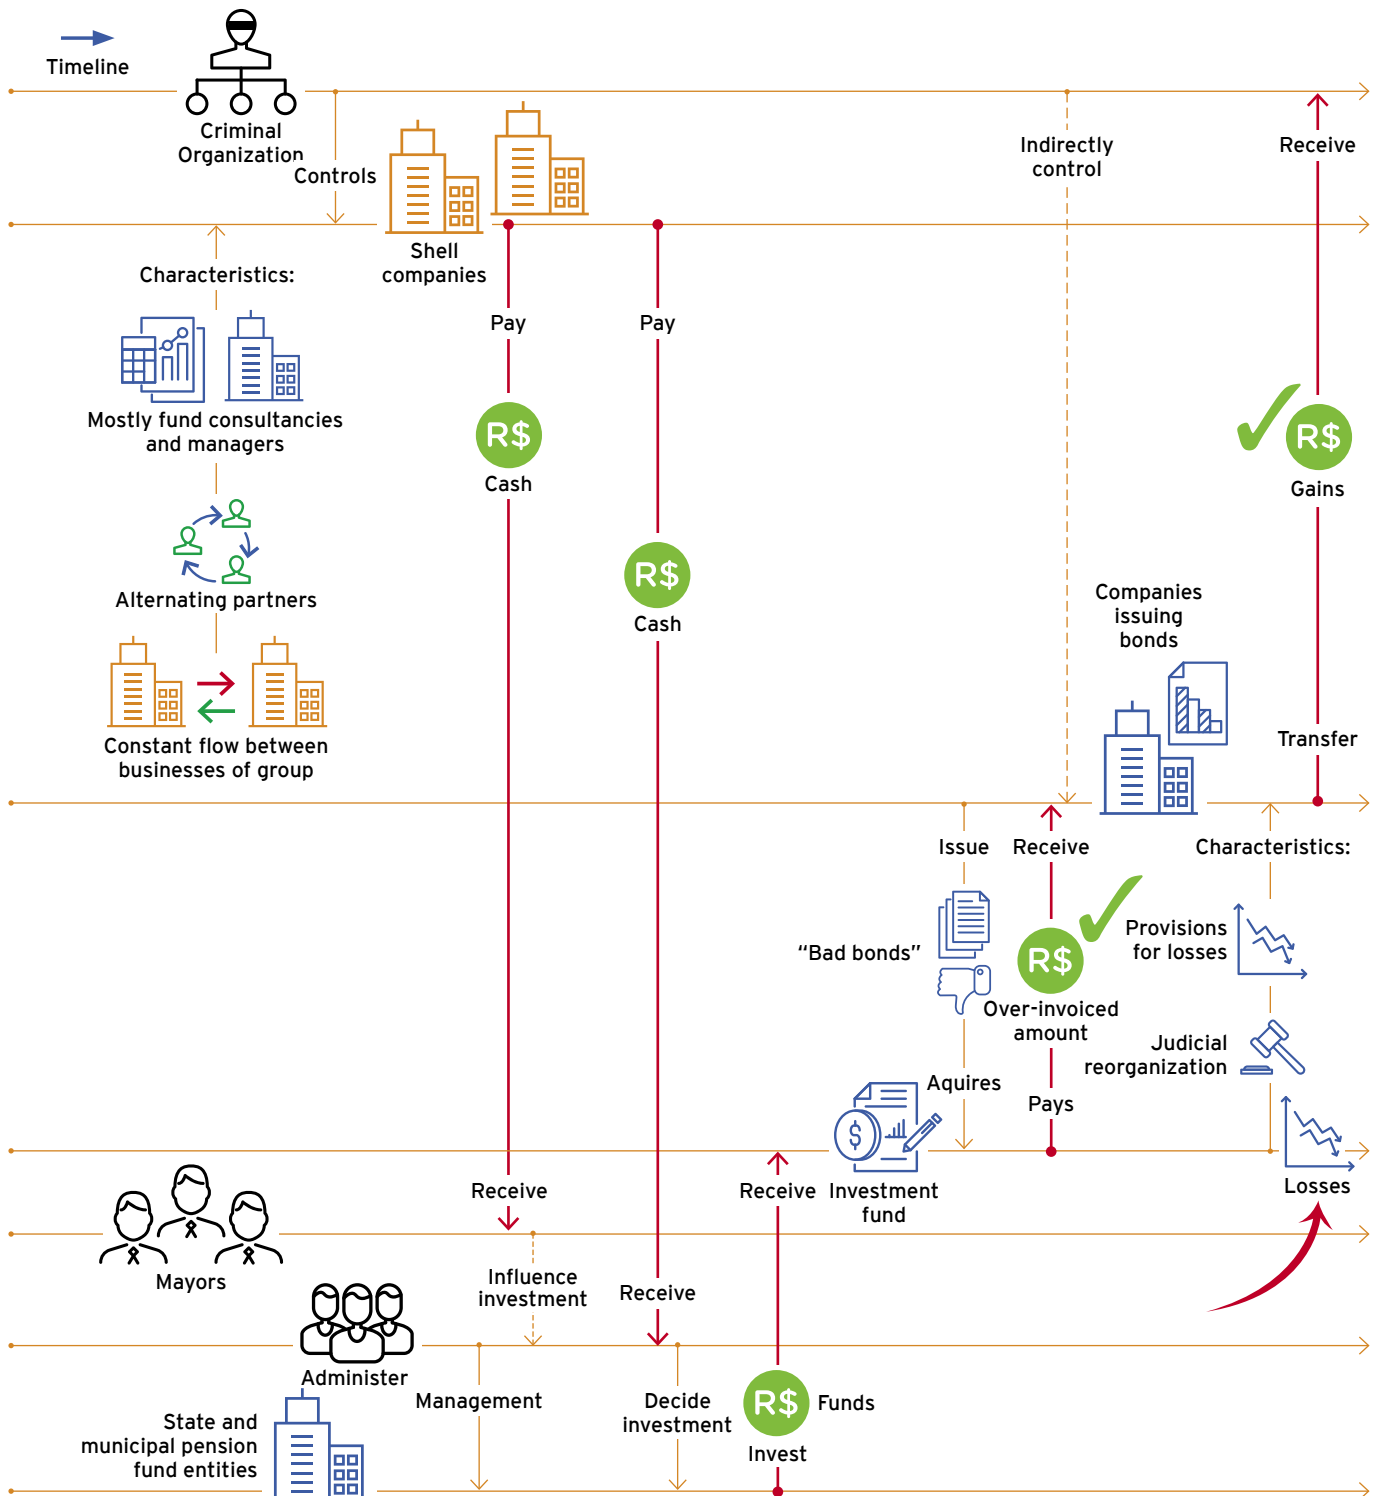 Timeline
Criminal
Organization
Controls
Indirectly
control
Receive
Shell
companies
Characteristics:
Pay
Pay
Mostly fund consultancies
and managers
R$
Cash
R$
Gains
Alternating partners
R$
Cash
Companies
issuing
bonds
Constant flow between
businesses of group
Transfer
Issue
Receive
Characteristics:
“Bad bonds”
R$
Over-invoiced
amount
Provisions
for losses
Judicial
reorganization
Aquires
Pays
$
Receive
Receive
Investment
fund
Losses
Mayors
Influence
investment
Receive
Administer
Management
Decide
investment
R$
Funds
Invest
State and
municipal pension
fund entities